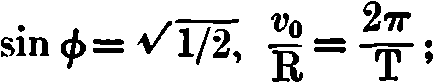 sin ϕ = √1/2, v₀/R = 2π/T;